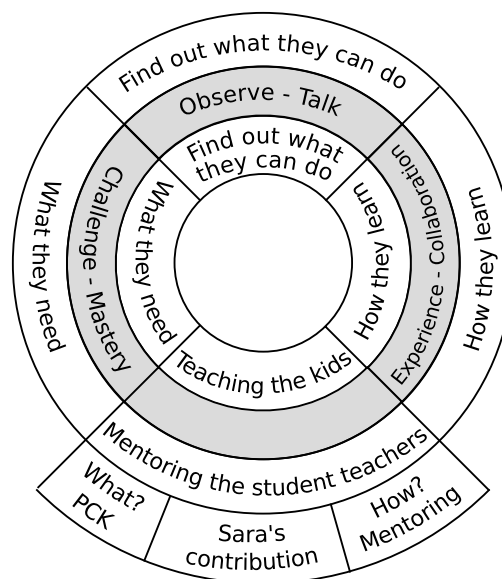 Find out what they can do
Observe - Talk
Find out what
they can do
What they need
Challenge - Mastery
What they need
How they learn
Experience - Collaboration
How they learn
Teaching the kids
Mentoring the student teachers
What?
PCK
Sara's
contribution
How?
Mentoring